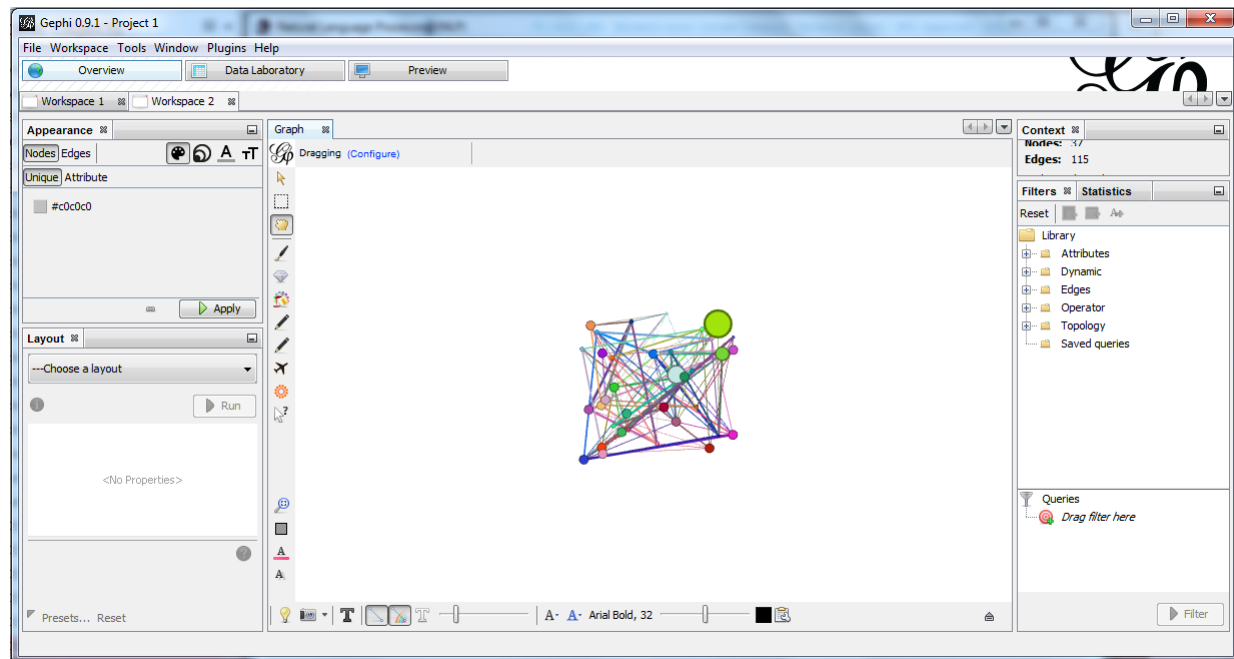 Gephi 0.9.1 - Project 1
File Workspace Tools Window Plugins Help
Overview Data Laboratory Preview
Workspace 1 Workspace 2
Appearance
Nodes Edges
Unique Attribute
#c0c0c0
Apply
Layout
---Choose a layout
Run
<No Properties>
Presets... Reset
Graph
Dragging (Configure)
T T A- A- Arial Bold, 32
Context
Nodes: 37
Edges: 115
Filters Statistics
Reset
Library
Attributes
Dynamic
Edges
Operator
Topology
Saved queries
Queries
Drag filter here
Filter